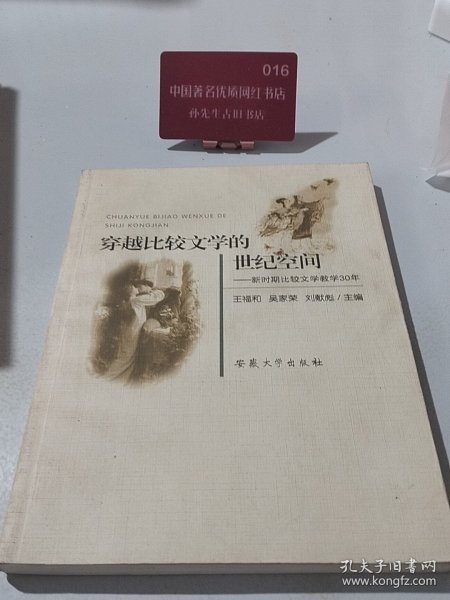 016
中国著名优质网红书店
孙先生古旧书店
CHUANYUE BIJIAO WENXUE DE
SHIJI KONGJIAN
穿越比较文学的
世纪空间
——新时期比较文学教学30年
王福和 吴家荣 刘献彪/主编
安徽大学出版社
孔夫子旧书网
www.kongfz.com